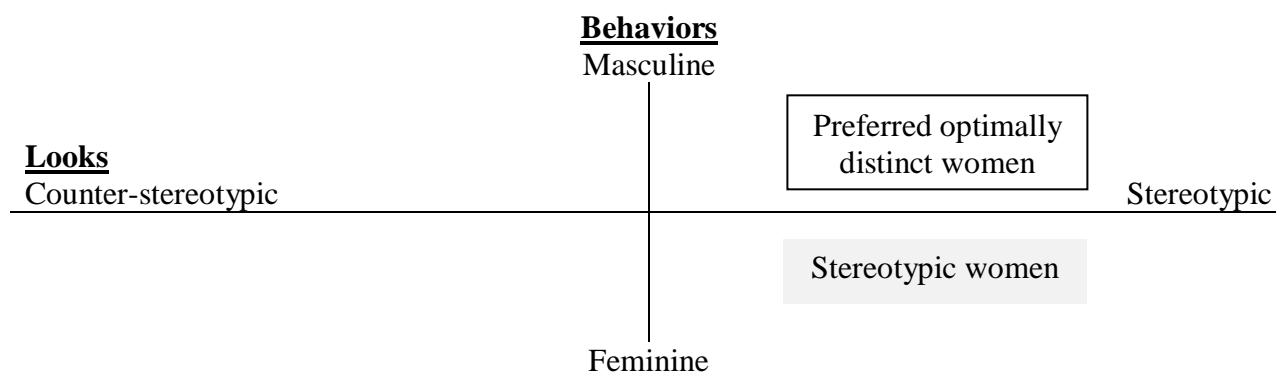 Behaviors
Masculine
Preferred optimally
distinct women
Looks
Counter-stereotypic
Stereotypic
Stereotypic women
Feminine